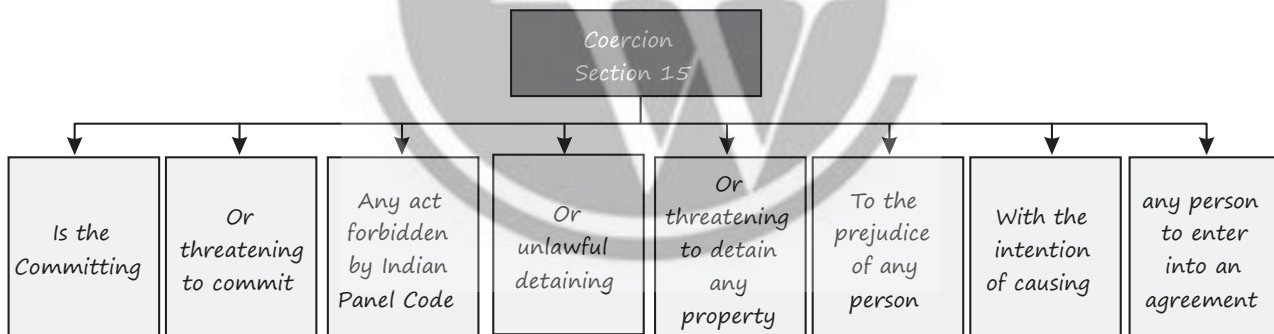 Coercion
Section 15
Is the
Committing
Or
threatening
to commit
Any act
forbidden
by Indian
Panel Code
Or
unlawful
detaining
Or
threatening
to detain
any
property
To the
prejudice
of any
person
With the
intention
of causing
any person
to enter
into an
agreement